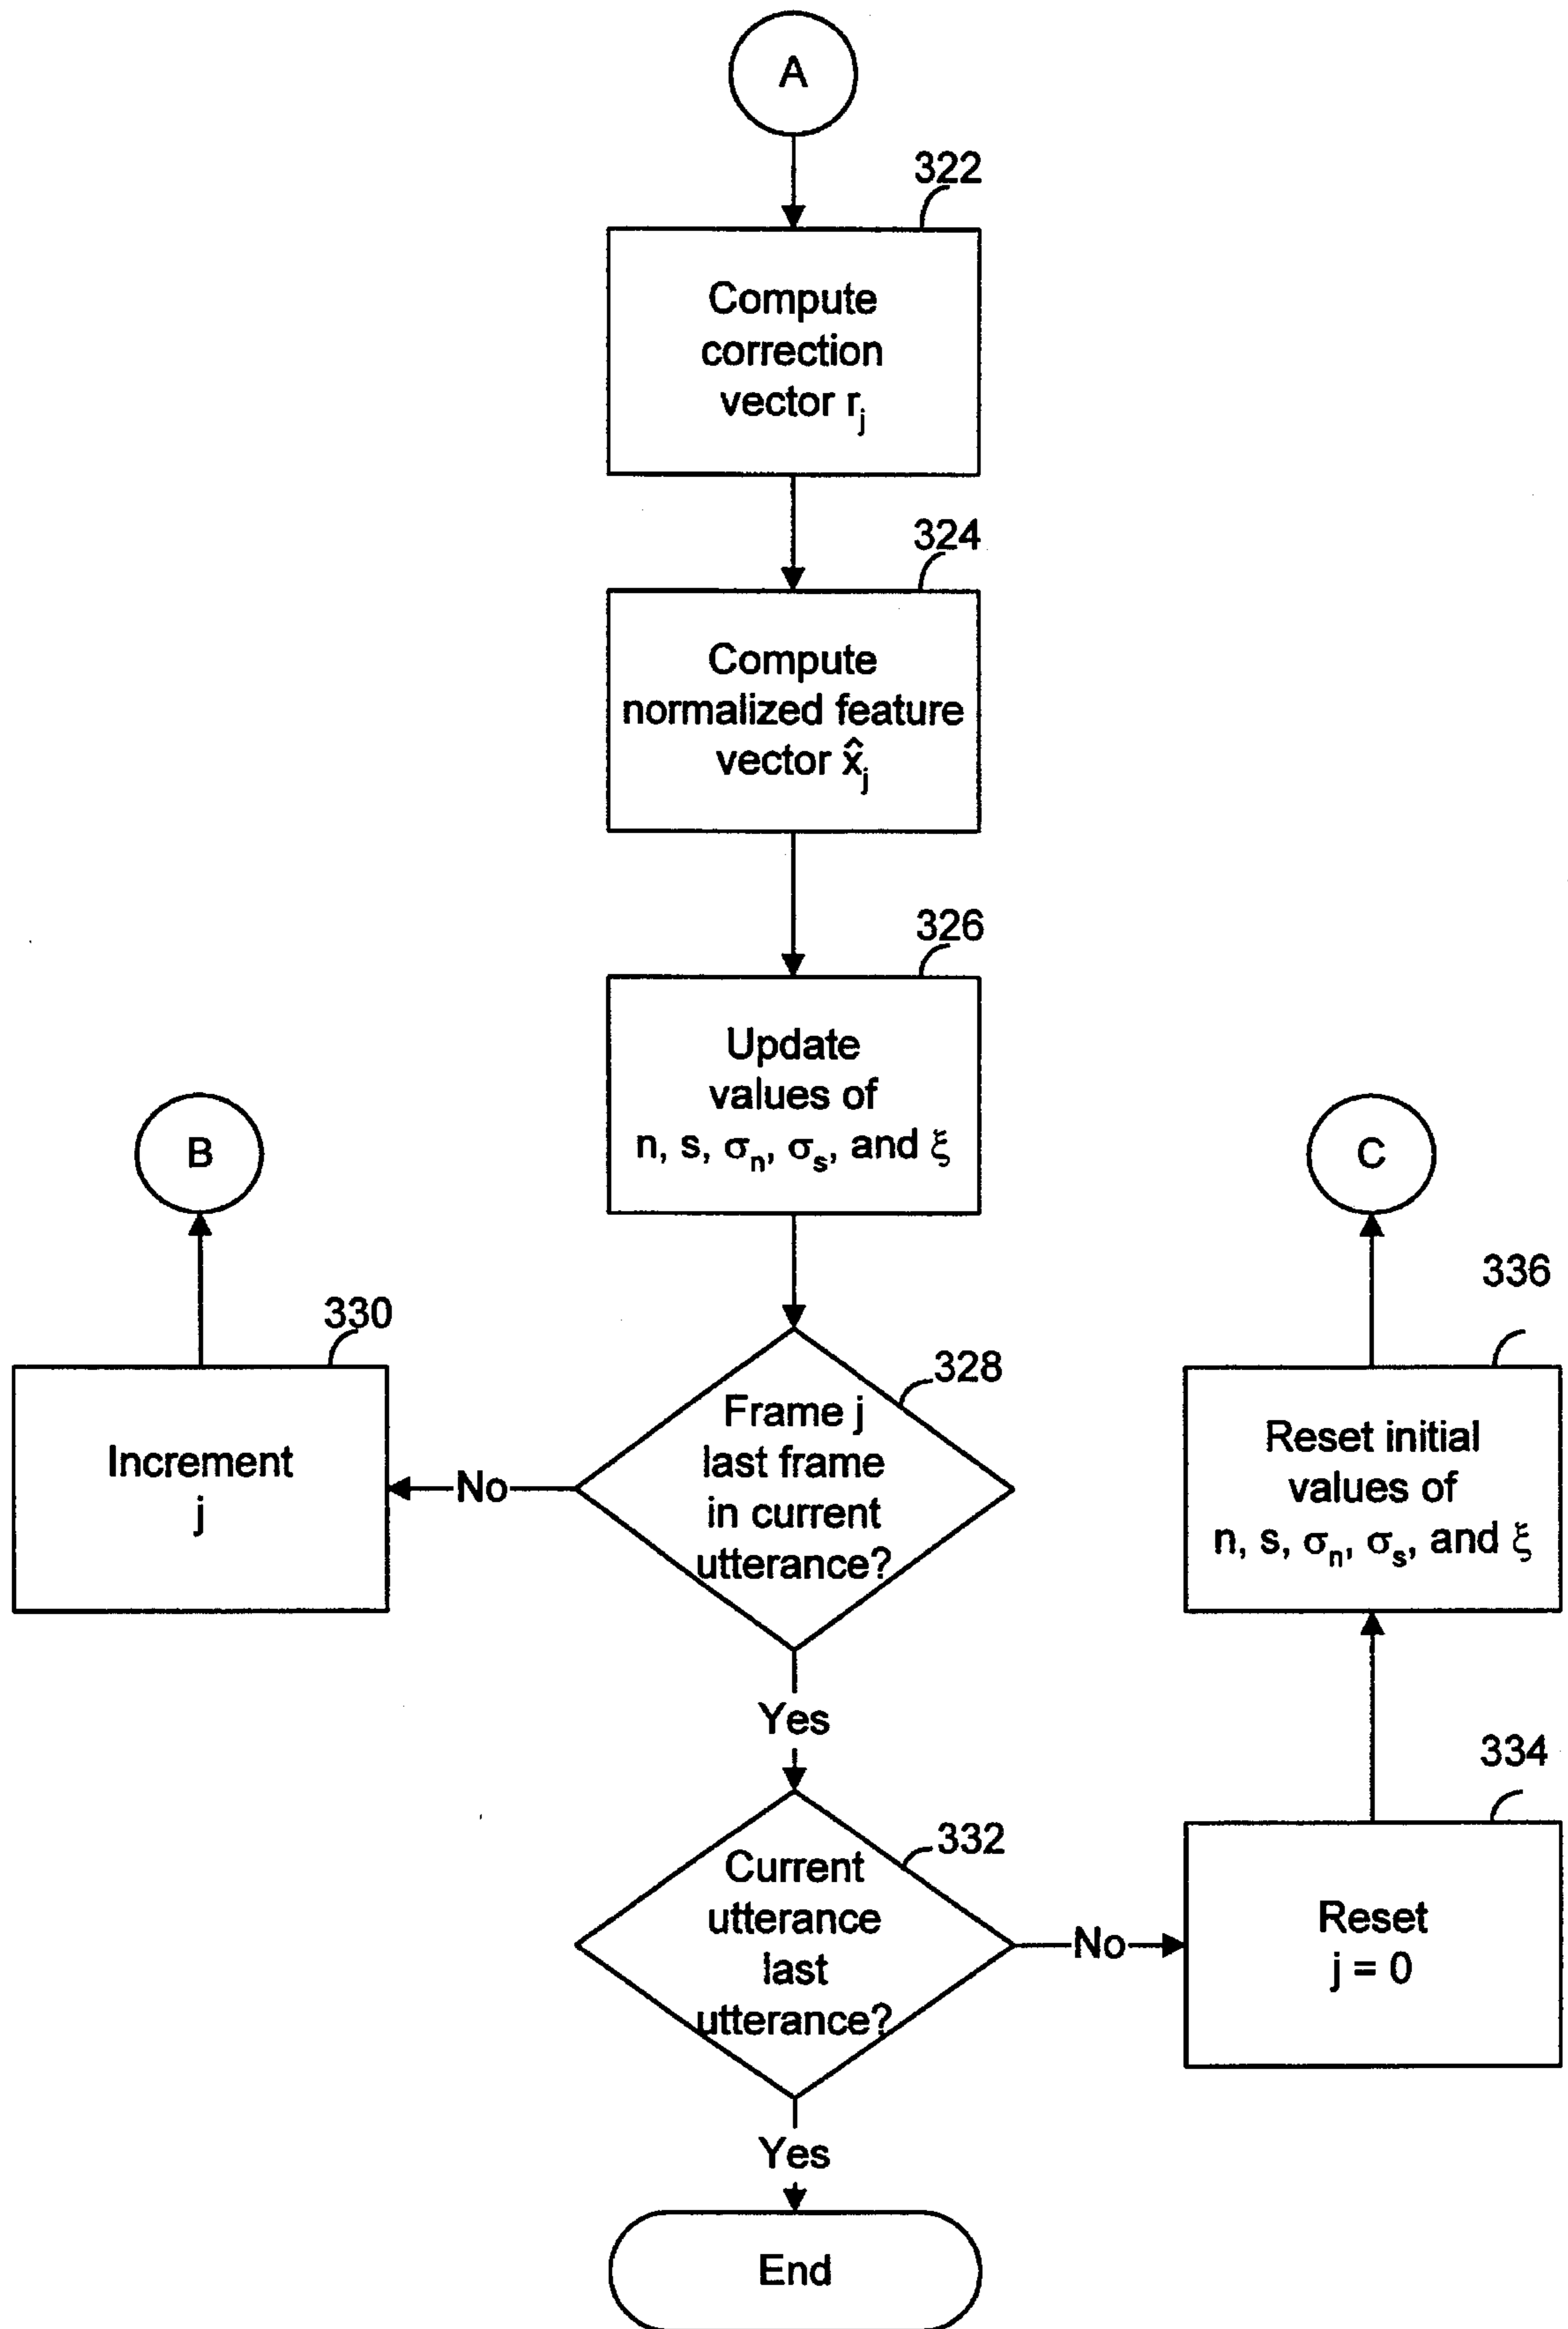 A
322
Compute
correction
vector rⱼ
324
Compute
normalized feature
vector x̂ⱼ
326
Update
values of
n, s, σₙ, σₛ, and ξ
B
C
330
Increment
j
328
Frame j
last frame
in current
utterance?
No
Yes
336
Reset initial
values of
n, s, σₙ, σₛ, and ξ
332
Current
utterance
last
utterance?
No
Yes
334
Reset
j = 0
End